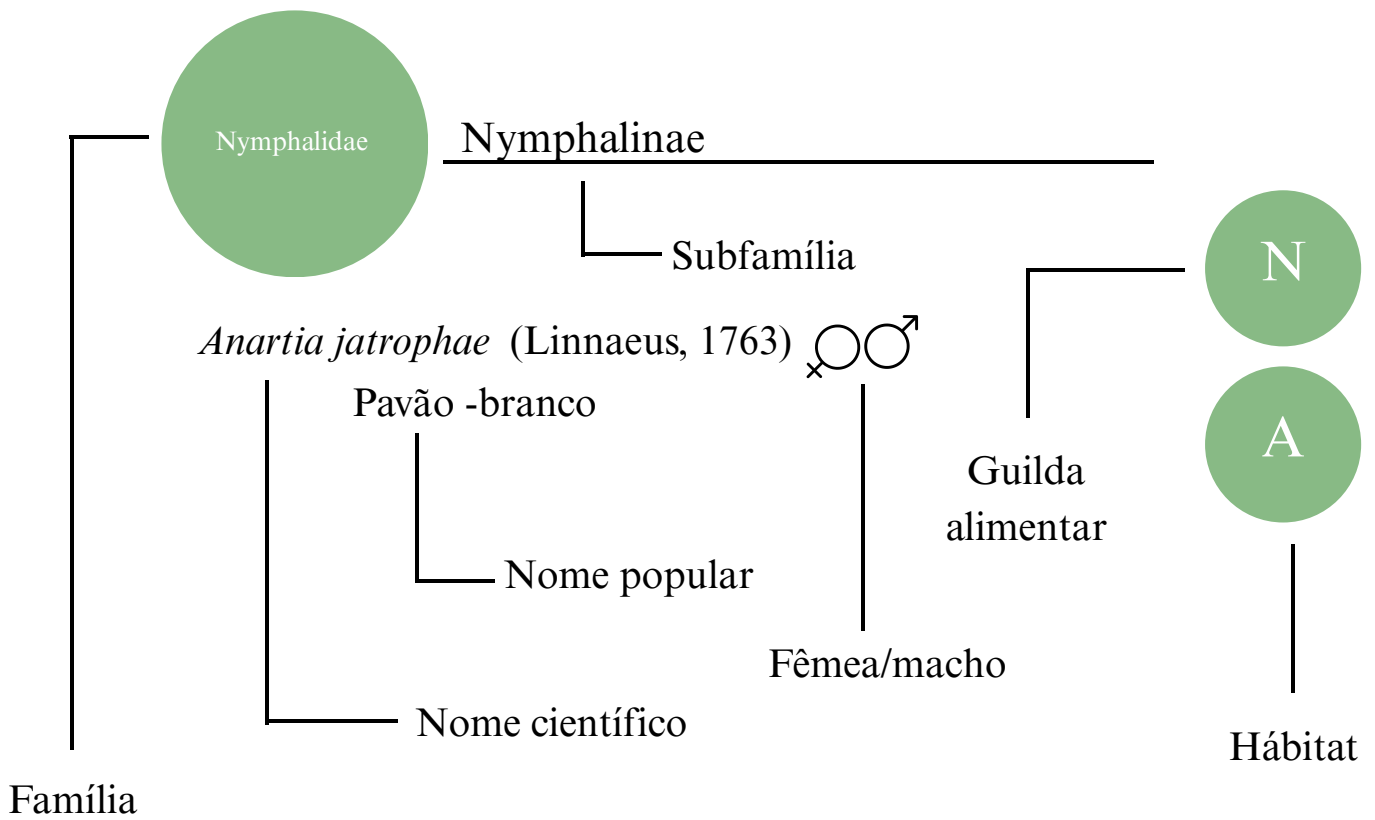 Nymphalidae
Nymphalinae
Subfamília
N
Anartia jatrophae (Linnaeus, 1763) ♀♂
Pavão -branco
A
Guilda
alimentar
Nome popular
Fêmea/macho
Nome científico
Hábitat
Família